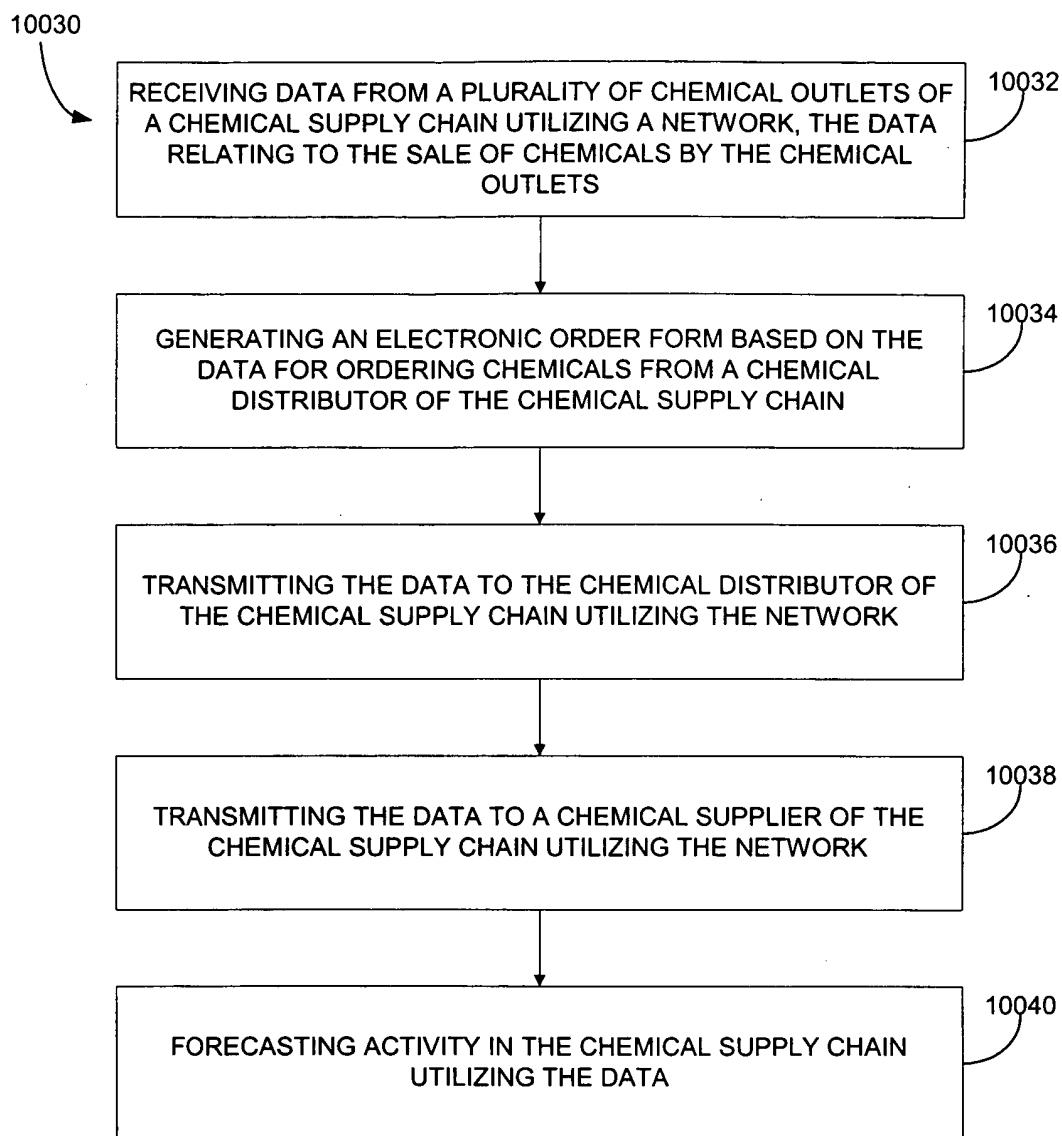 10030
RECEIVING DATA FROM A PLURALITY OF CHEMICAL OUTLETS OF
A CHEMICAL SUPPLY CHAIN UTILIZING A NETWORK, THE DATA
RELATING TO THE SALE OF CHEMICALS BY THE CHEMICAL
OUTLETS
10032
GENERATING AN ELECTRONIC ORDER FORM BASED ON THE
DATA FOR ORDERING CHEMICALS FROM A CHEMICAL
DISTRIBUTOR OF THE CHEMICAL SUPPLY CHAIN
10034
TRANSMITTING THE DATA TO THE CHEMICAL DISTRIBUTOR OF
THE CHEMICAL SUPPLY CHAIN UTILIZING THE NETWORK
10036
TRANSMITTING THE DATA TO A CHEMICAL SUPPLIER OF THE
CHEMICAL SUPPLY CHAIN UTILIZING THE NETWORK
10038
FORECASTING ACTIVITY IN THE CHEMICAL SUPPLY CHAIN
UTILIZING THE DATA
10040